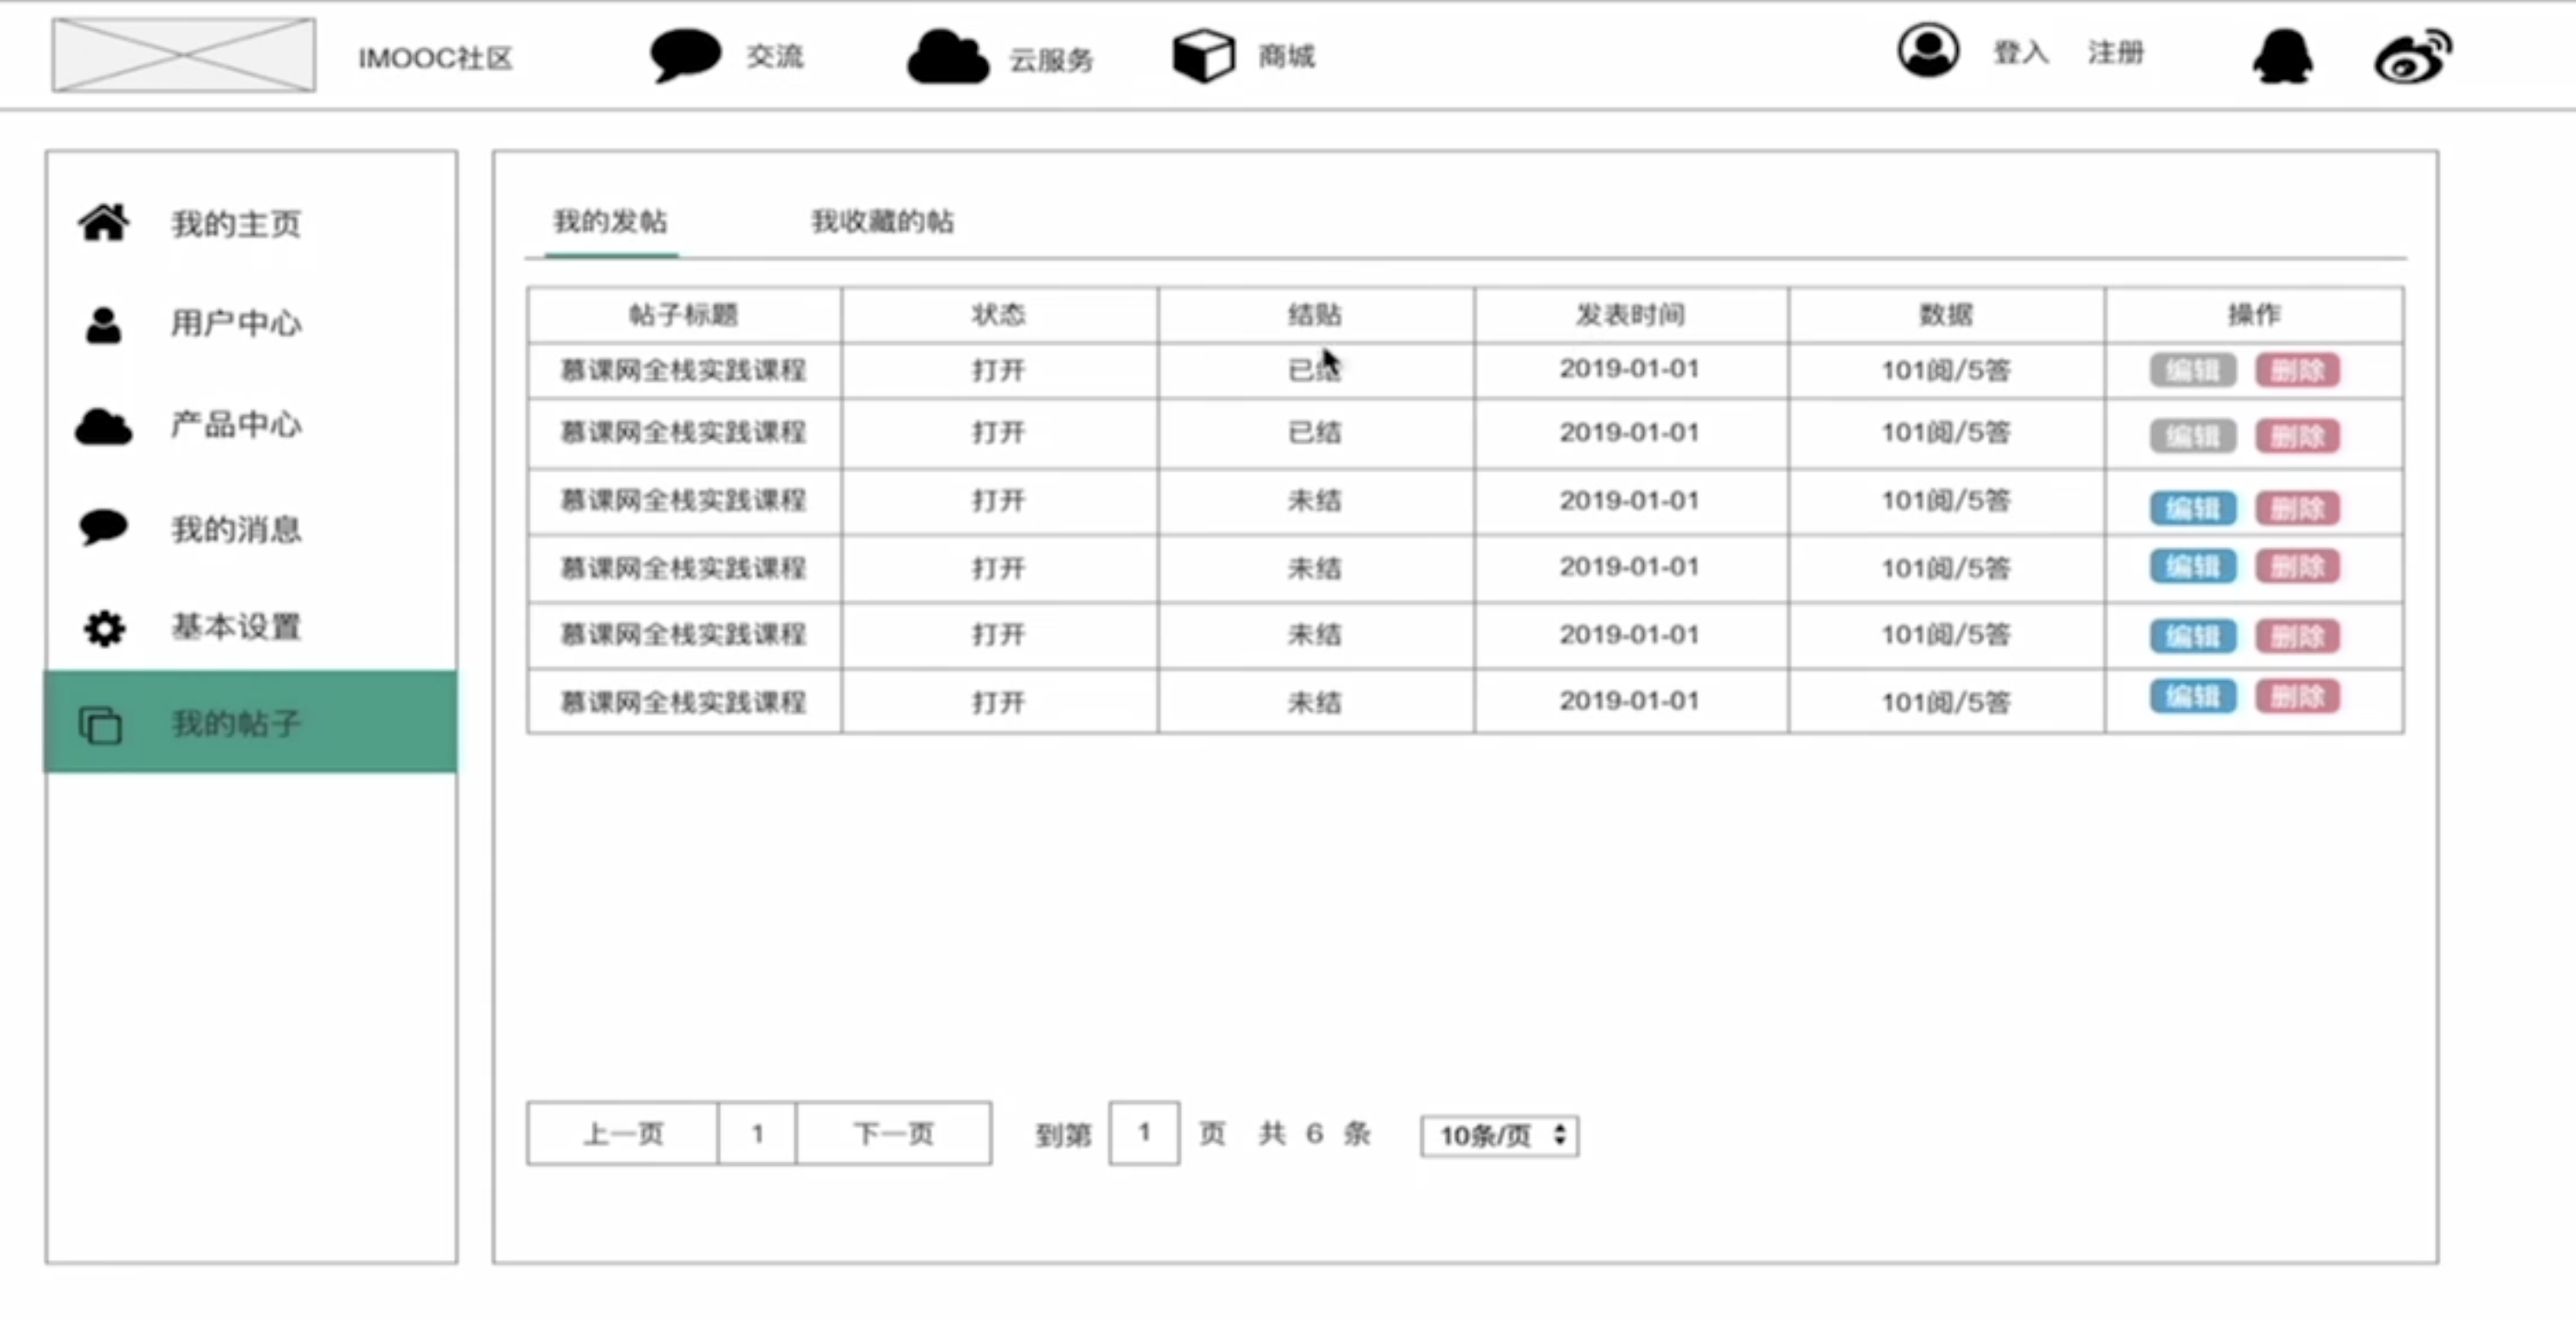 IMOOC社区 交流 云服务 商城 登入 注册
我的主页
用户中心
产品中心
我的消息
基本设置
我的帖子
我的发帖 我收藏的帖
帖子标题 状态 结贴 发表时间 数据 操作
慕课网全栈实践课程 打开 已结 2019-01-01 101阅/5答 编辑 删除
慕课网全栈实践课程 打开 已结 2019-01-01 101阅/5答 编辑 删除
慕课网全栈实践课程 打开 未结 2019-01-01 101阅/5答 编辑 删除
慕课网全栈实践课程 打开 未结 2019-01-01 101阅/5答 编辑 删除
慕课网全栈实践课程 打开 未结 2019-01-01 101阅/5答 编辑 删除
慕课网全栈实践课程 打开 未结 2019-01-01 101阅/5答 编辑 删除
上一页 1 下一页 到第 1 页 共 6 条 10条/页